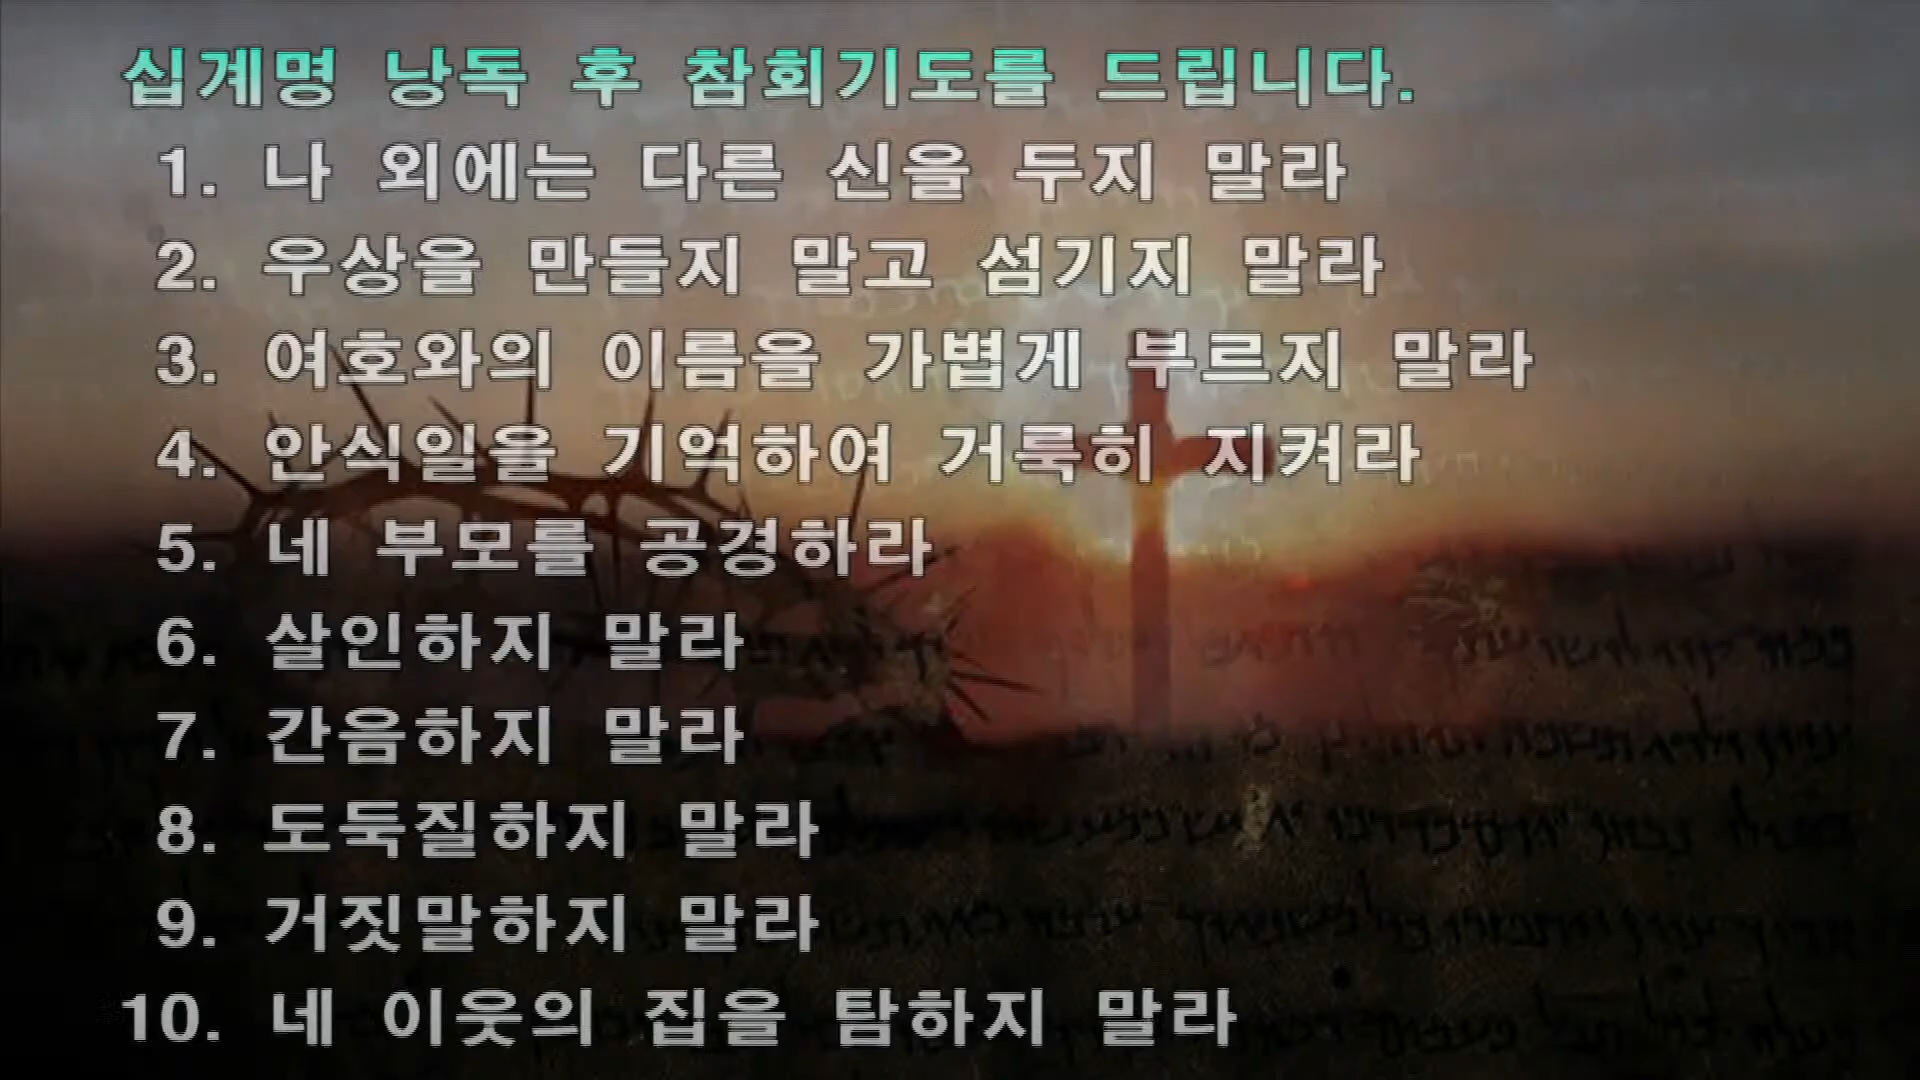 십계명 낭독 후 참회기도를 드립니다.
1. 나 외에는 다른 신을 두지 말라
2. 우상을 만들지 말고 섬기지 말라
3. 여호와의 이름을 가볍게 부르지 말라
4. 안식일을 기억하여 거룩히 지켜라
5. 네 부모를 공경하라
6. 살인하지 말라
7. 간음하지 말라
8. 도둑질하지 말라
9. 거짓말하지 말라
10. 네 이웃의 집을 탐하지 말라